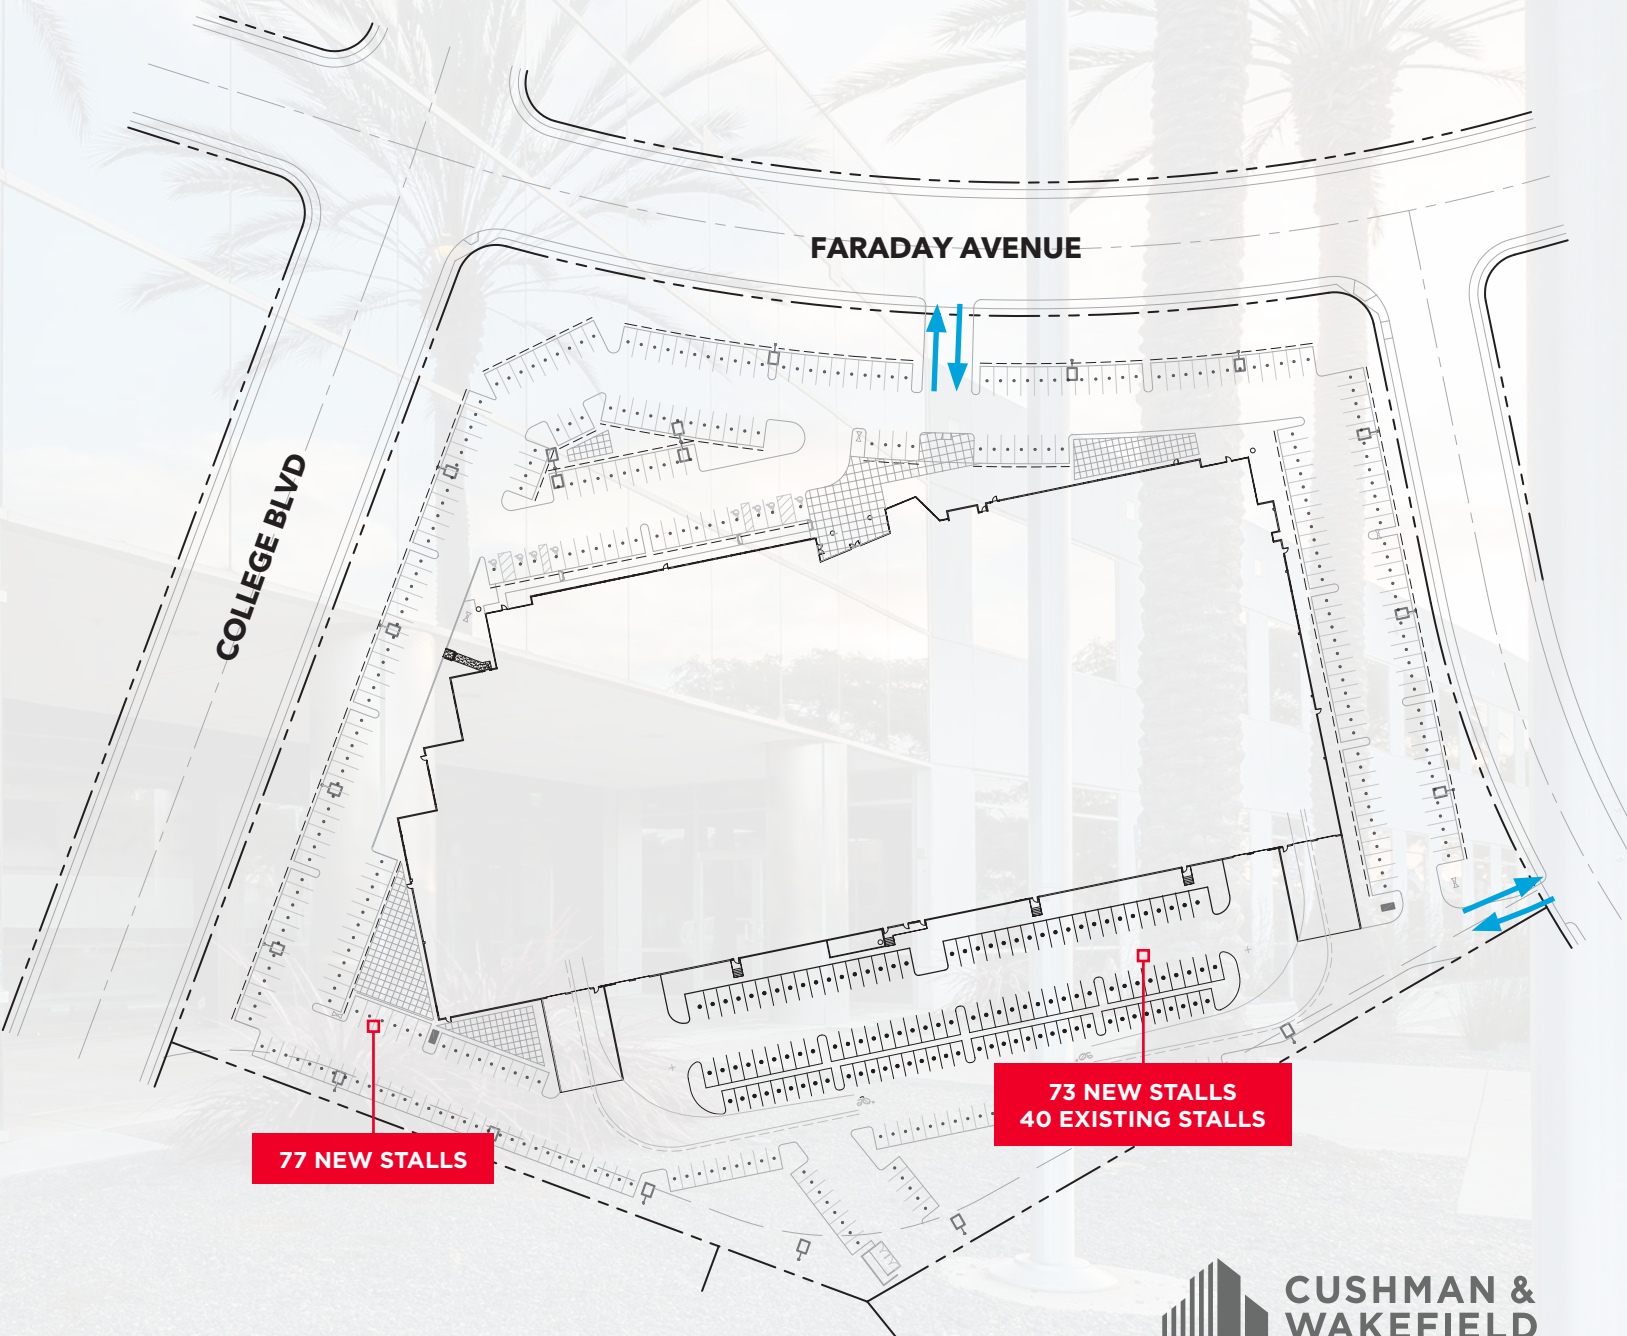 FARADAY AVENUE
COLLEGE BLVD
73 NEW STALLS
40 EXISTING STALLS
77 NEW STALLS
CUSHMAN &
WAKEFIELD